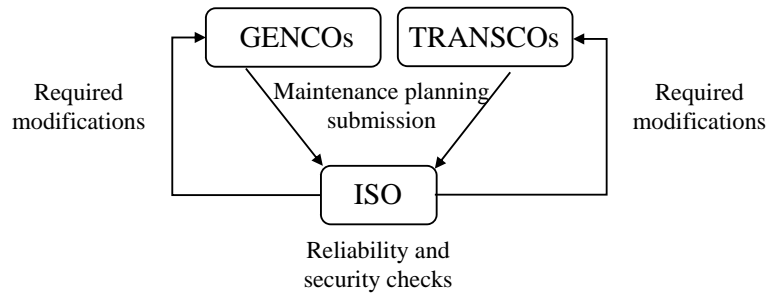 GENCOs
TRANSCOs
Required
modifications
Maintenance planning
submission
Required
modifications
ISO
Reliability and
security checks